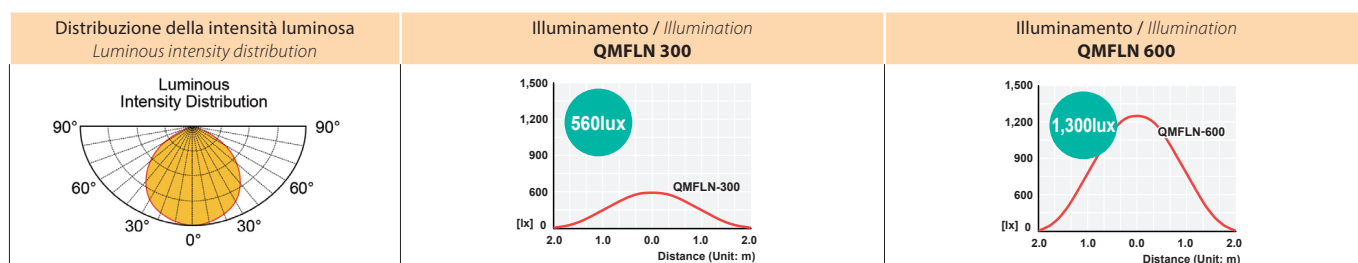 Distribuzione della intensità luminosa
Luminous intensity distribution
Illuminamento / Illumination
QMFLN 300
Illuminamento / Illumination
QMFLN 600
Luminous
Intensity Distribution
90°
90°
60°
60°
30°
30°
0°
1,500
1,200
900
600
[lx] 0
560lux
QMFLN-300
2.0 1.0 0.0 1.0 2.0
Distance (Unit: m)
1,500
1,200
900
600
[lx] 0
1,300lux
QMFLN-600
2.0 1.0 0.0 1.0 2.0
Distance (Unit: m)